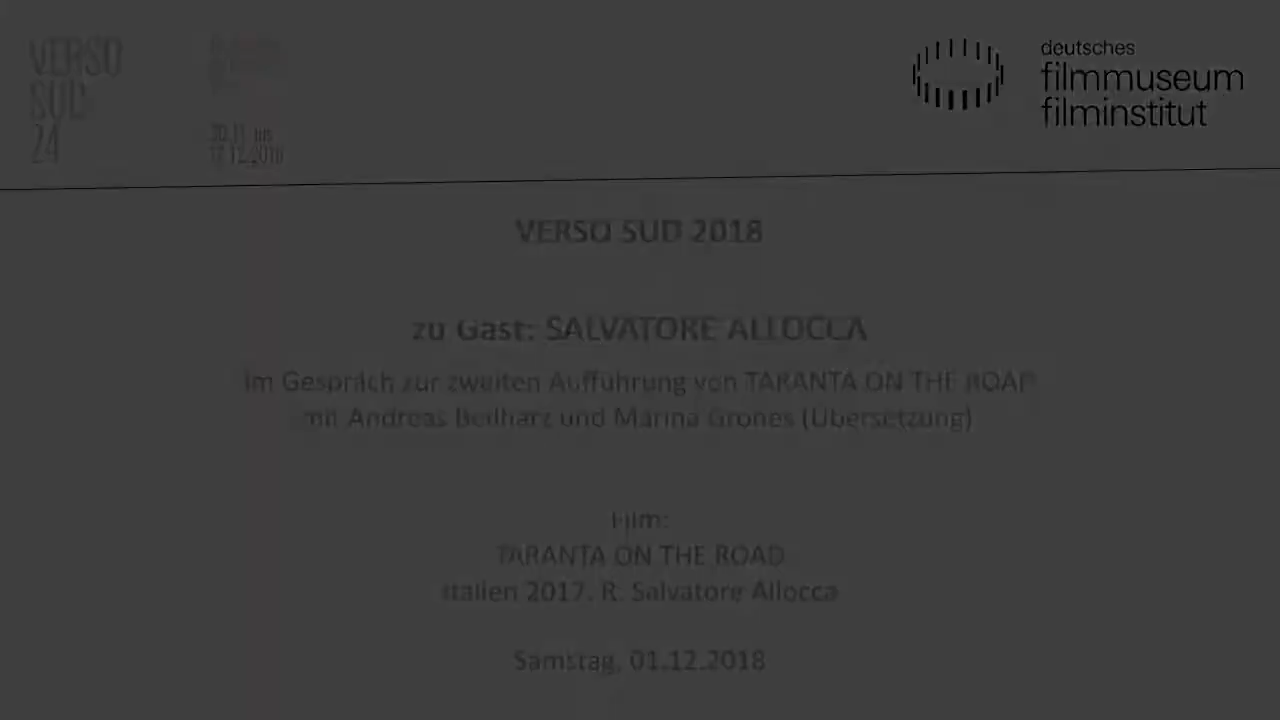 VERSO
SUD
24
deutsches
filmmuseum
filminstitut
VERSO SUD 2018
zu Gast: SALVATORE ALLOCCA
im Gespräch zur zweiten Aufführung von TARANTA ON THE ROAD
mit Andreas Beilharz und Marina Grones (Übersetzung)
Film:
TARANTA ON THE ROAD
Italien 2017. R. Salvatore Allocca
Samstag, 01.12.2018